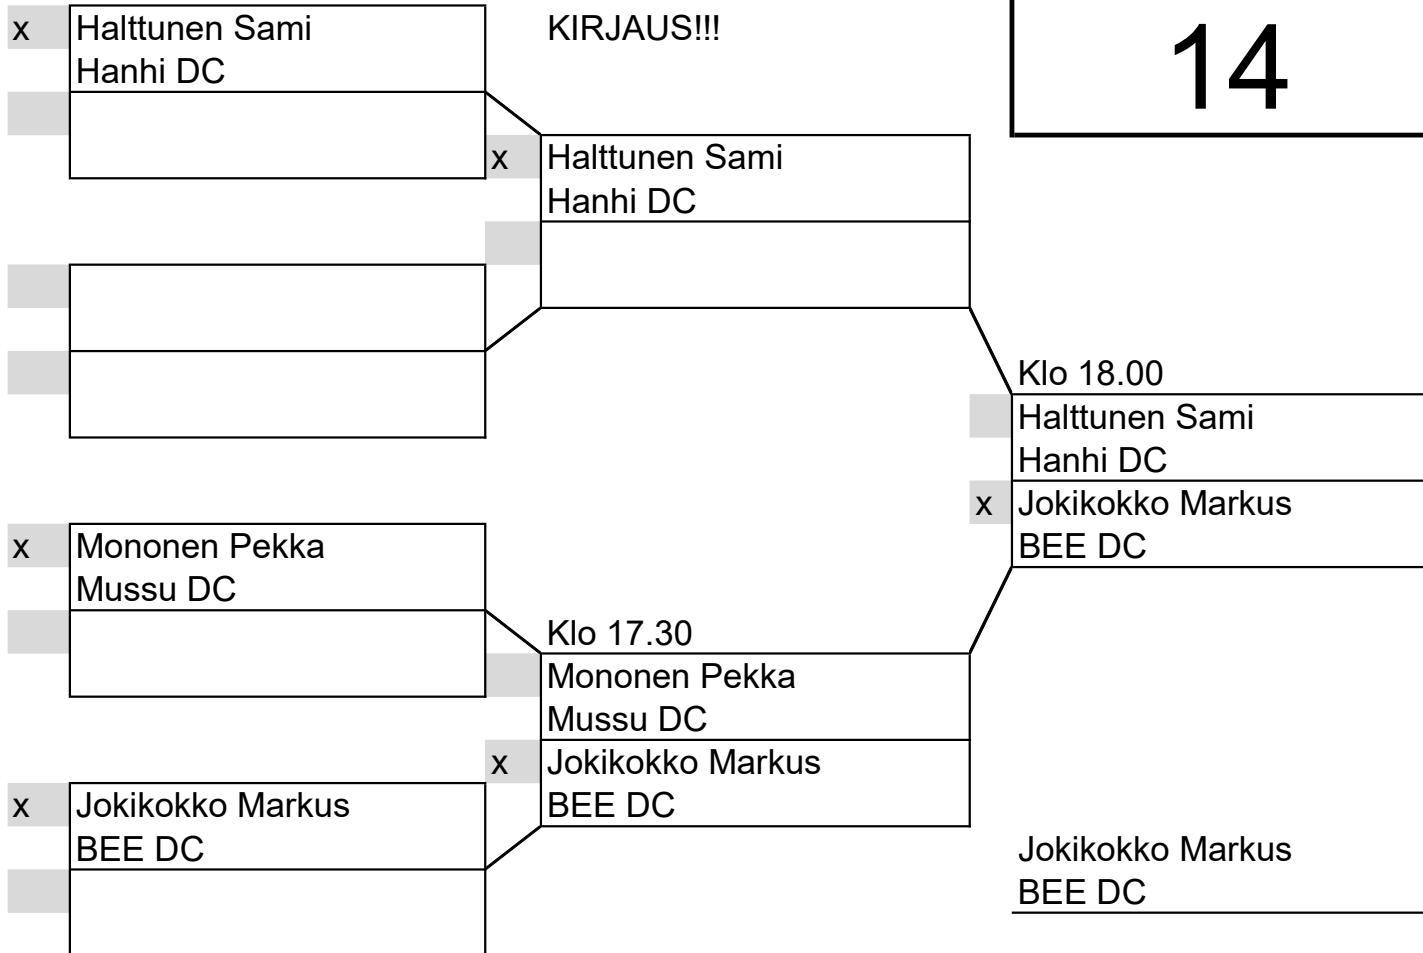 x Halttunen Sami
Hanhi DC
KIRJAUS!!!
14
x Halttunen Sami
Hanhi DC
Klo 18.00
Halttunen Sami
Hanhi DC
x Jokikokko Markus
BEE DC
x Mononen Pekka
Mussu DC
Klo 17.30
Mononen Pekka
Mussu DC
x Jokikokko Markus
BEE DC
x Jokikokko Markus
BEE DC
Jokikokko Markus
BEE DC